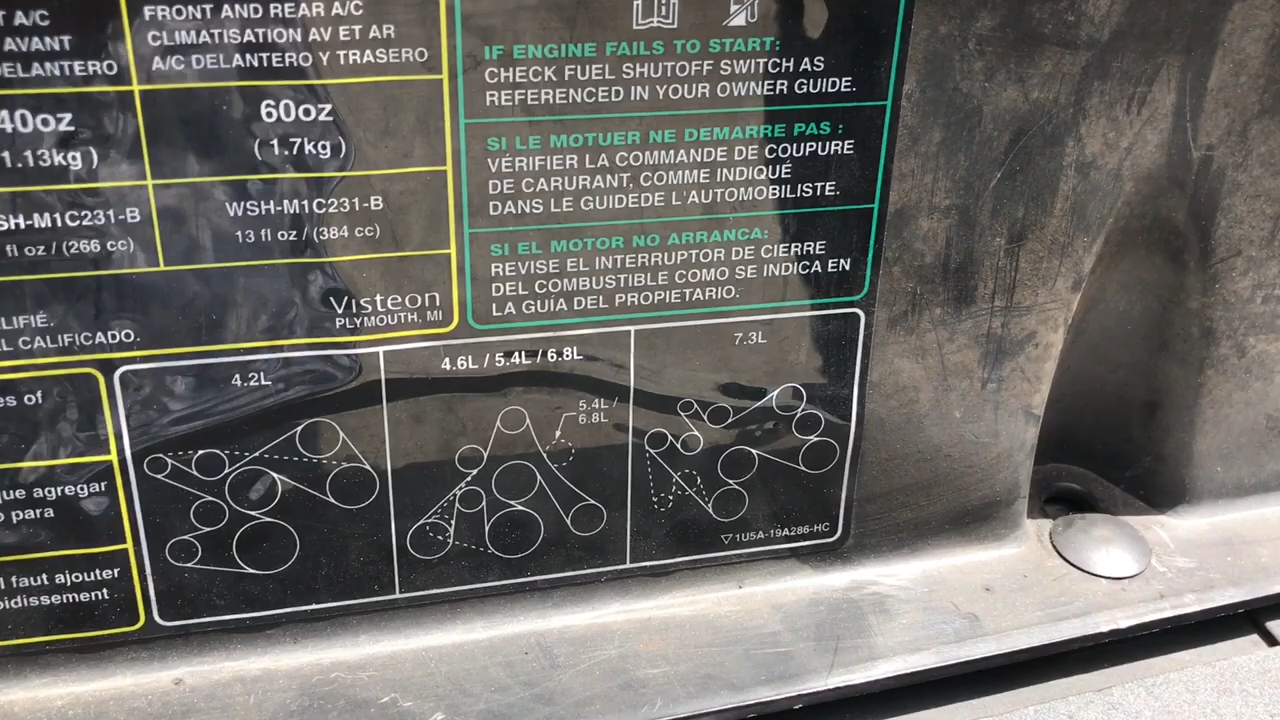 T A/C
AVANT
DELANTERO
FRONT AND REAR A/C
CLIMATISATION AV ET AR
A/C DELANTERO Y TRASERO
40oz
1.13kg )
60oz
( 1.7kg )
SH-M1C231-B
fl oz / (266 cc)
WSH-M1C231-B
13 fl oz / (384 cc)
LIFIÉ.
L CALIFICADO.
Visteon
PLYMOUTH, MI
IF ENGINE FAILS TO START:
CHECK FUEL SHUTOFF SWITCH AS
REFERENCED IN YOUR OWNER GUIDE.
SI LE MOTUER NE DEMARRE PAS :
VÉRIFIER LA COMMANDE DE COUPURE
DE CARURANT, COMME INDIQUÉ
DANS LE GUIDEDE L'AUTOMOBILISTE.
SI EL MOTOR NO ARRANCA:
REVISE EL INTERRUPTOR DE CIERRE
DEL COMBUSTIBLE COMO SE INDICA EN
LA GUÍA DEL PROPIETARIO.
es of
que agregar
o para
l faut ajouter
oidissement
4.2L
4.6L / 5.4L / 6.8L
5.4L /
6.8L
7.3L
1U5A-19A286-HC